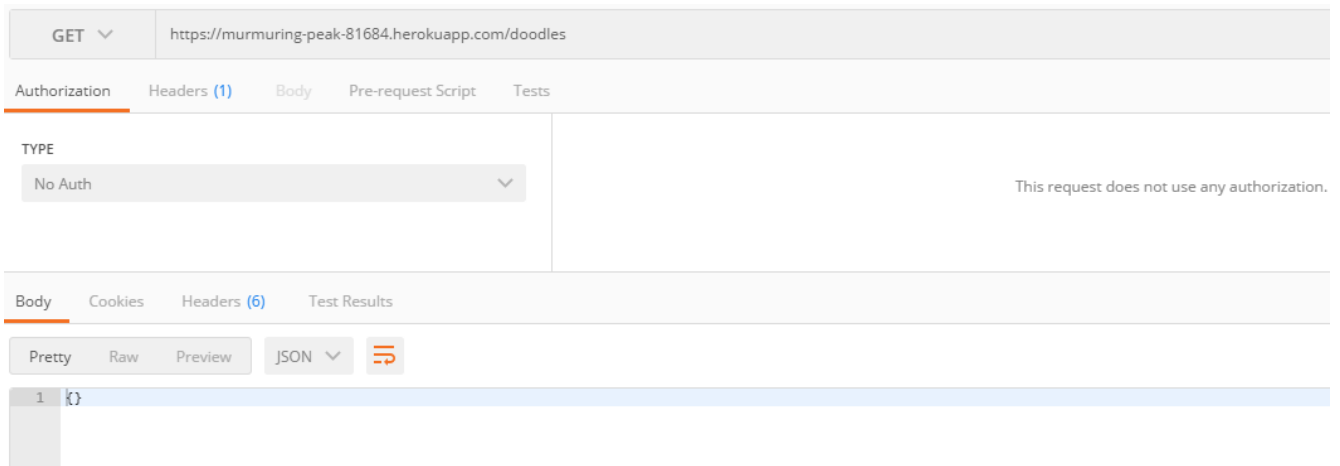 GET https://murmuring-peak-81684.herokuapp.com/doodles
Authorization Headers (1) Body Pre-request Script Tests
TYPE
No Auth
This request does not use any authorization.
Body Cookies Headers (6) Test Results
Pretty Raw Preview JSON
1 {}